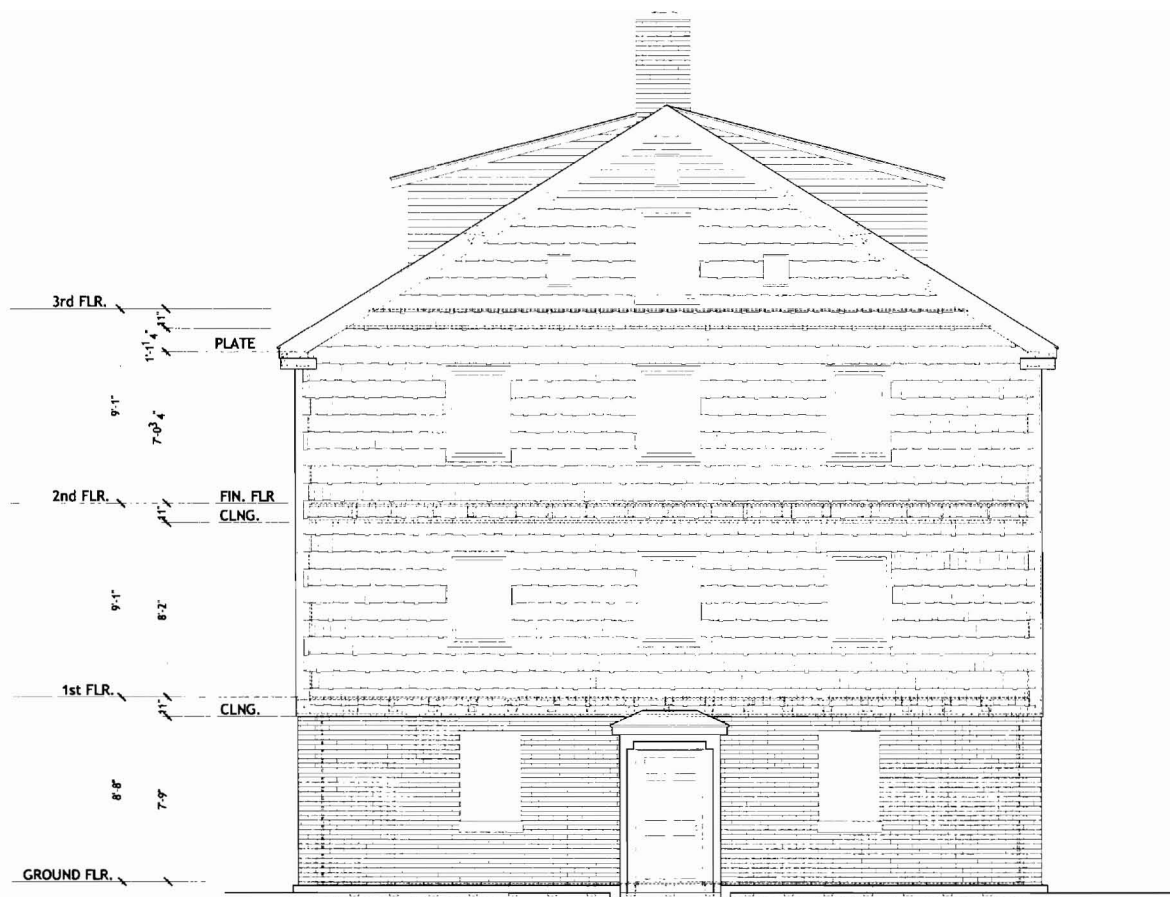 3rd FLR.
11"
1'-1 1/4"
PLATE
9'-1"
7'-0 3/4"
2nd FLR.
FIN. FLR
11"
CLNG.
9'-1"
8'-2"
1st FLR.
11"
CLNG.
8'-8"
7'-9"
GROUND FLR.